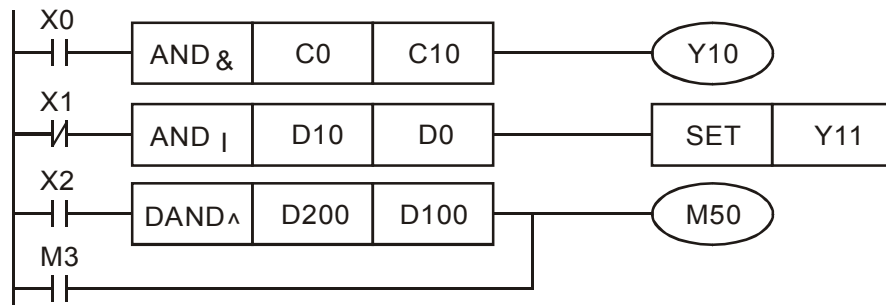 X0
AND & C0 C10 Y10
X1
AND | D10 D0 SET Y11
X2
DAND^ D200 D100 M50
M3